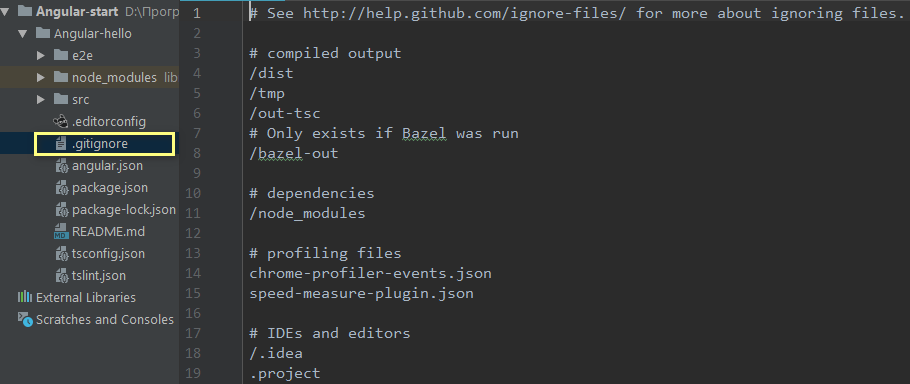 Angular-start D:\Прогр
Angular-hello
e2e
node_modules lib
src
.editorconfig
.gitignore
angular.json
package.json
package-lock.json
README.md
tsconfig.json
tslint.json
External Libraries
Scratches and Consoles
1 # See http://help.github.com/ignore-files/ for more about ignoring files.
2
3 # compiled output
4 /dist
5 /tmp
6 /out-tsc
7 # Only exists if Bazel was run
8 /bazel-out
9
10 # dependencies
11 /node_modules
12
13 # profiling files
14 chrome-profiler-events.json
15 speed-measure-plugin.json
16
17 # IDEs and editors
18 /.idea
19 .project